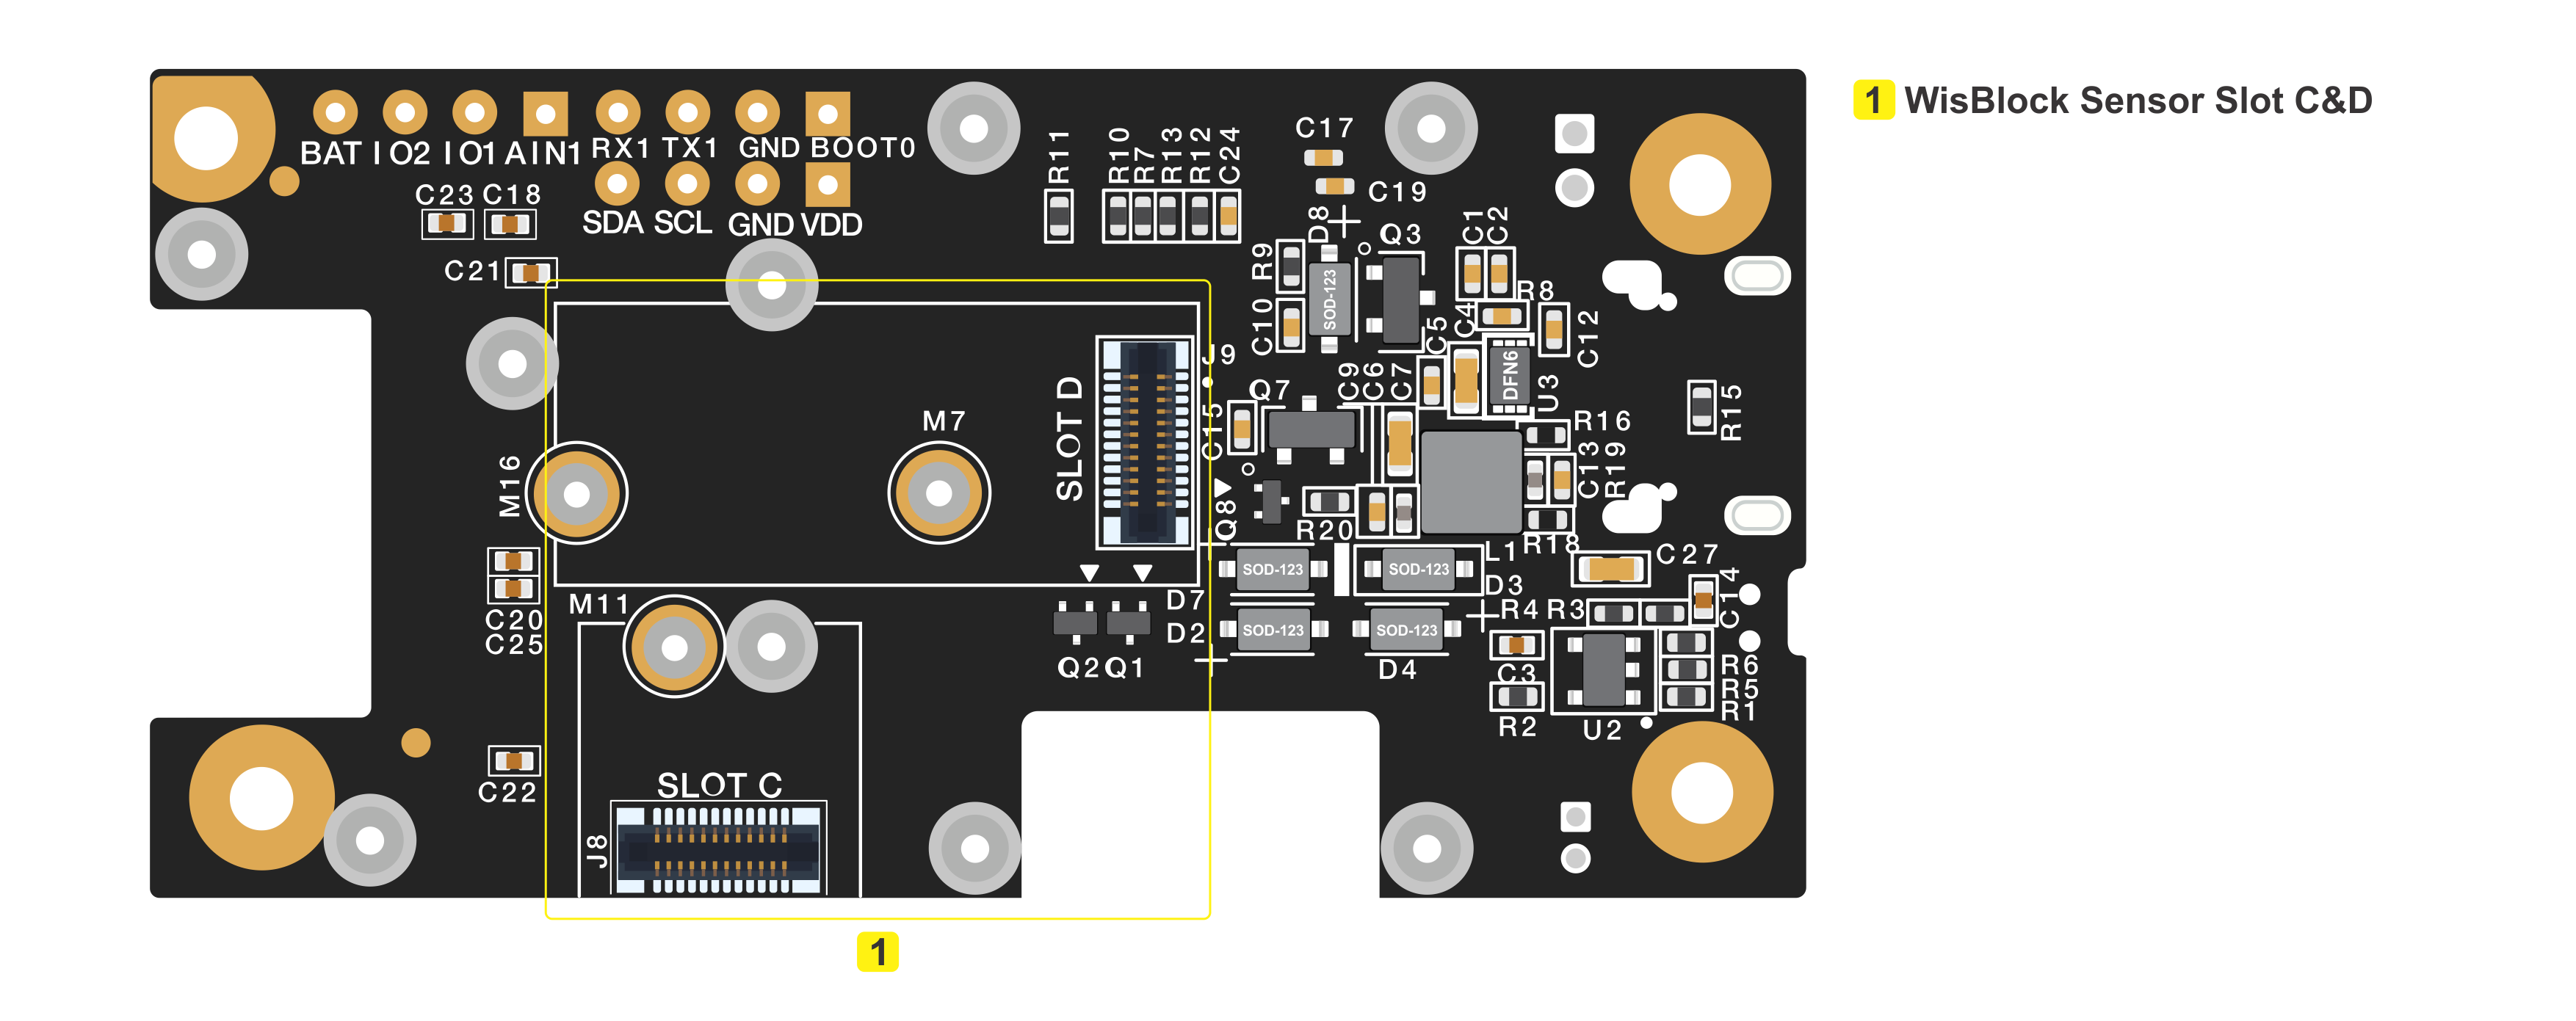 1 WisBlock Sensor Slot C&D
BAT IO2 IO1 AIN1 RX1 TX1 GND BOOT0
SDA SCL GND VDD
C23 C18
C21
R11
R10
R7
R13
R12
C24
C17
C19
D8
Q3
R9
C10
SOD-123
C1
C2
R8
C5
C4
C12
DFN6
U3
J9
SLOT D
C15
Q7
C9
C6
C7
R16
C13
R19
R15
M7
M16
Q8
R20
R18
L1
C27
SOD-123
SOD-123
D3
D7
D2
SOD-123
SOD-123
D4
R4 R3
C14
C20
C25
M11
Q2 Q1
C3
R2
U2
R6
R5
R1
C22
SLOT C
J8
1